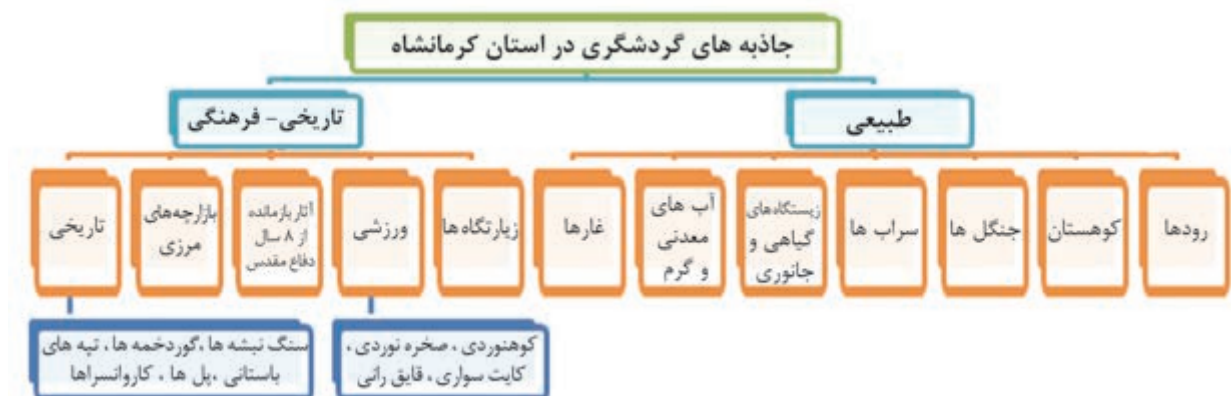 جاذبه های گردشگری در استان کرمانشاه
طبیعی
تاریخی- فرهنگی
رودها
کوهستان
جنگل ها
سراب ها
زیستگاه‌های
گیاهی و
جانوری
آب های
معدنی
و گرم
غارها
زیارتگاه‌ها
ورزشی
آثار بازمانده
از ۸ سال
دفاع مقدس
بازارچه‌های
مرزی
تاریخی
کوهنوردی ، صخره نوردی ،
کایت سواری ، قایق رانی
سنگ نبشته ها ،گوردخمه ها ، تپه های
باستانی ،پل ها ، کاروانسراها